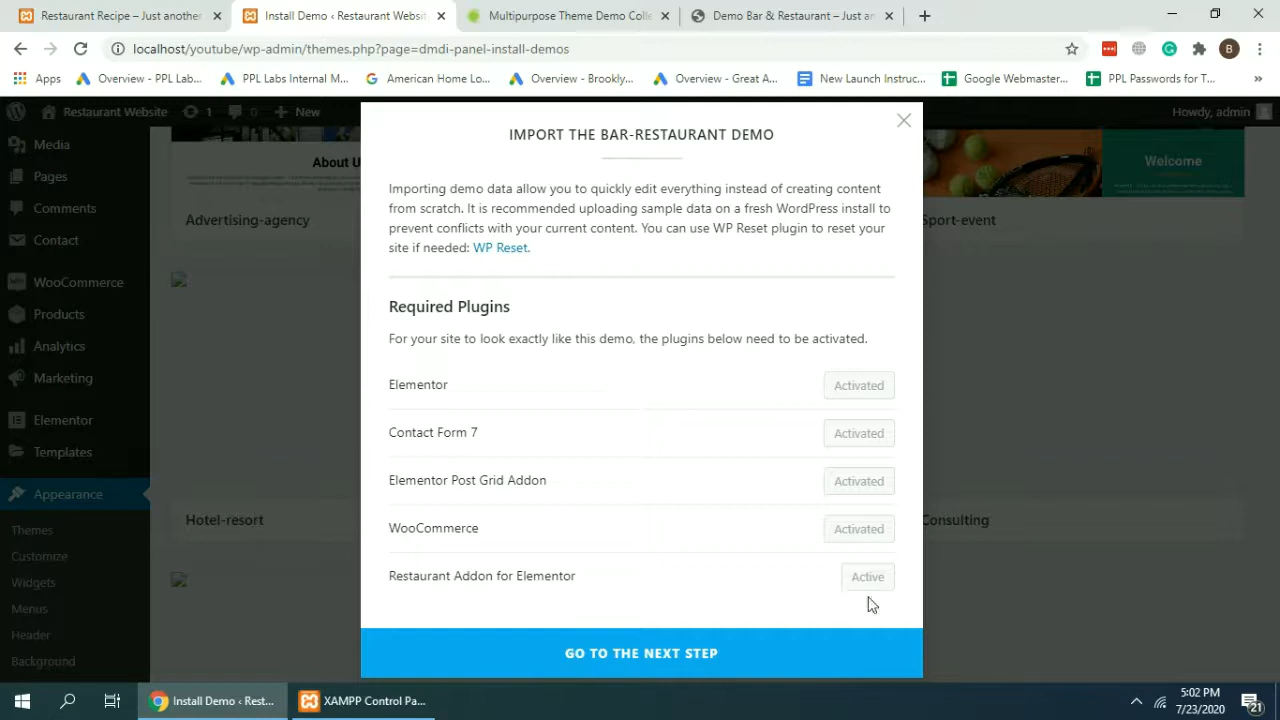 Restaurant Recipe – Just another
Install Demo ‹ Restaurant Website
Multipurpose Theme Demo Colle
Demo Bar & Restaurant – Just an
localhost/youtube/wp-admin/themes.php?page=dmdi-panel-install-demos
B
Apps
Overview - PPL Lab...
PPL Labs Internal M...
American Home Lo...
Overview - Brooklyn...
Overview - Great A...
New Launch Instruc...
Google Webmaster...
PPL Passwords for T...
»
Restaurant Website
1
0
New
Howdy, admin
Media
Pages
Comments
Contact
WooCommerce
Products
Analytics
Marketing
Elementor
Templates
Appearance
Themes
Customize
Widgets
Menus
Header
Background
About U
Advertising-agency
Welcome
Sport-event
Hotel-resort
Consulting
IMPORT THE BAR-RESTAURANT DEMO
Importing demo data allow you to quickly edit everything instead of creating content
from scratch. It is recommended uploading sample data on a fresh WordPress install to
prevent conflicts with your current content. You can use WP Reset plugin to reset your
site if needed: WP Reset.
Required Plugins
For your site to look exactly like this demo, the plugins below need to be activated.
Elementor Activated
Contact Form 7 Activated
Elementor Post Grid Addon Activated
WooCommerce Activated
Restaurant Addon for Elementor Active
GO TO THE NEXT STEP
Install Demo ‹ Rest...
XAMPP Control Pa...
5:02 PM
7/23/2020
21